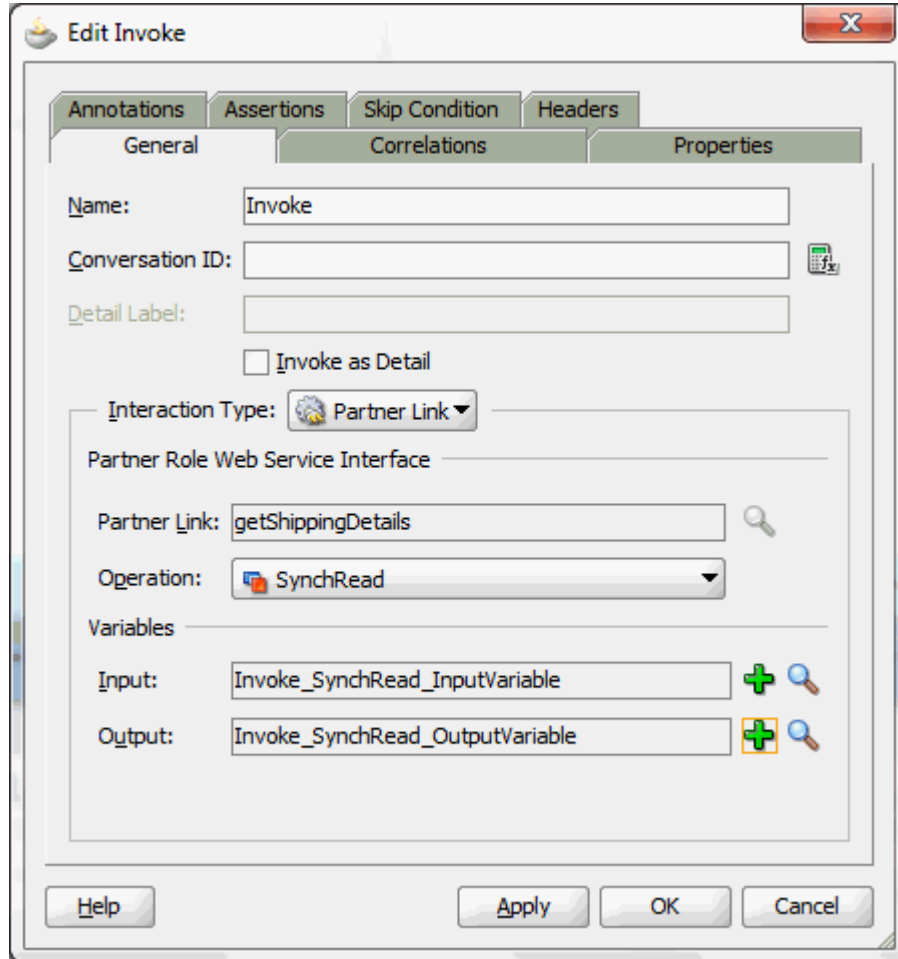 Edit Invoke
Annotations Assertions Skip Condition Headers
General Correlations Properties
Name: Invoke
Conversation ID:
Detail Label:
Invoke as Detail
Interaction Type: Partner Link
Partner Role Web Service Interface
Partner Link: getShippingDetails
Operation: SynchRead
Variables
Input: Invoke_SynchRead_InputVariable
Output: Invoke_SynchRead_OutputVariable
Help Apply OK Cancel